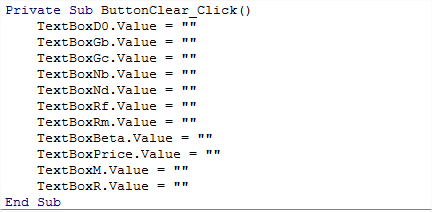 Private Sub ButtonClear_Click()
    TextBoxD0.Value = ""
    TextBoxGb.Value = ""
    TextBoxGc.Value = ""
    TextBoxNb.Value = ""
    TextBoxNd.Value = ""
    TextBoxRf.Value = ""
    TextBoxRm.Value = ""
    TextBoxBeta.Value = ""
    TextBoxPrice.Value = ""
    TextBoxM.Value = ""
    TextBoxR.Value = ""
End Sub